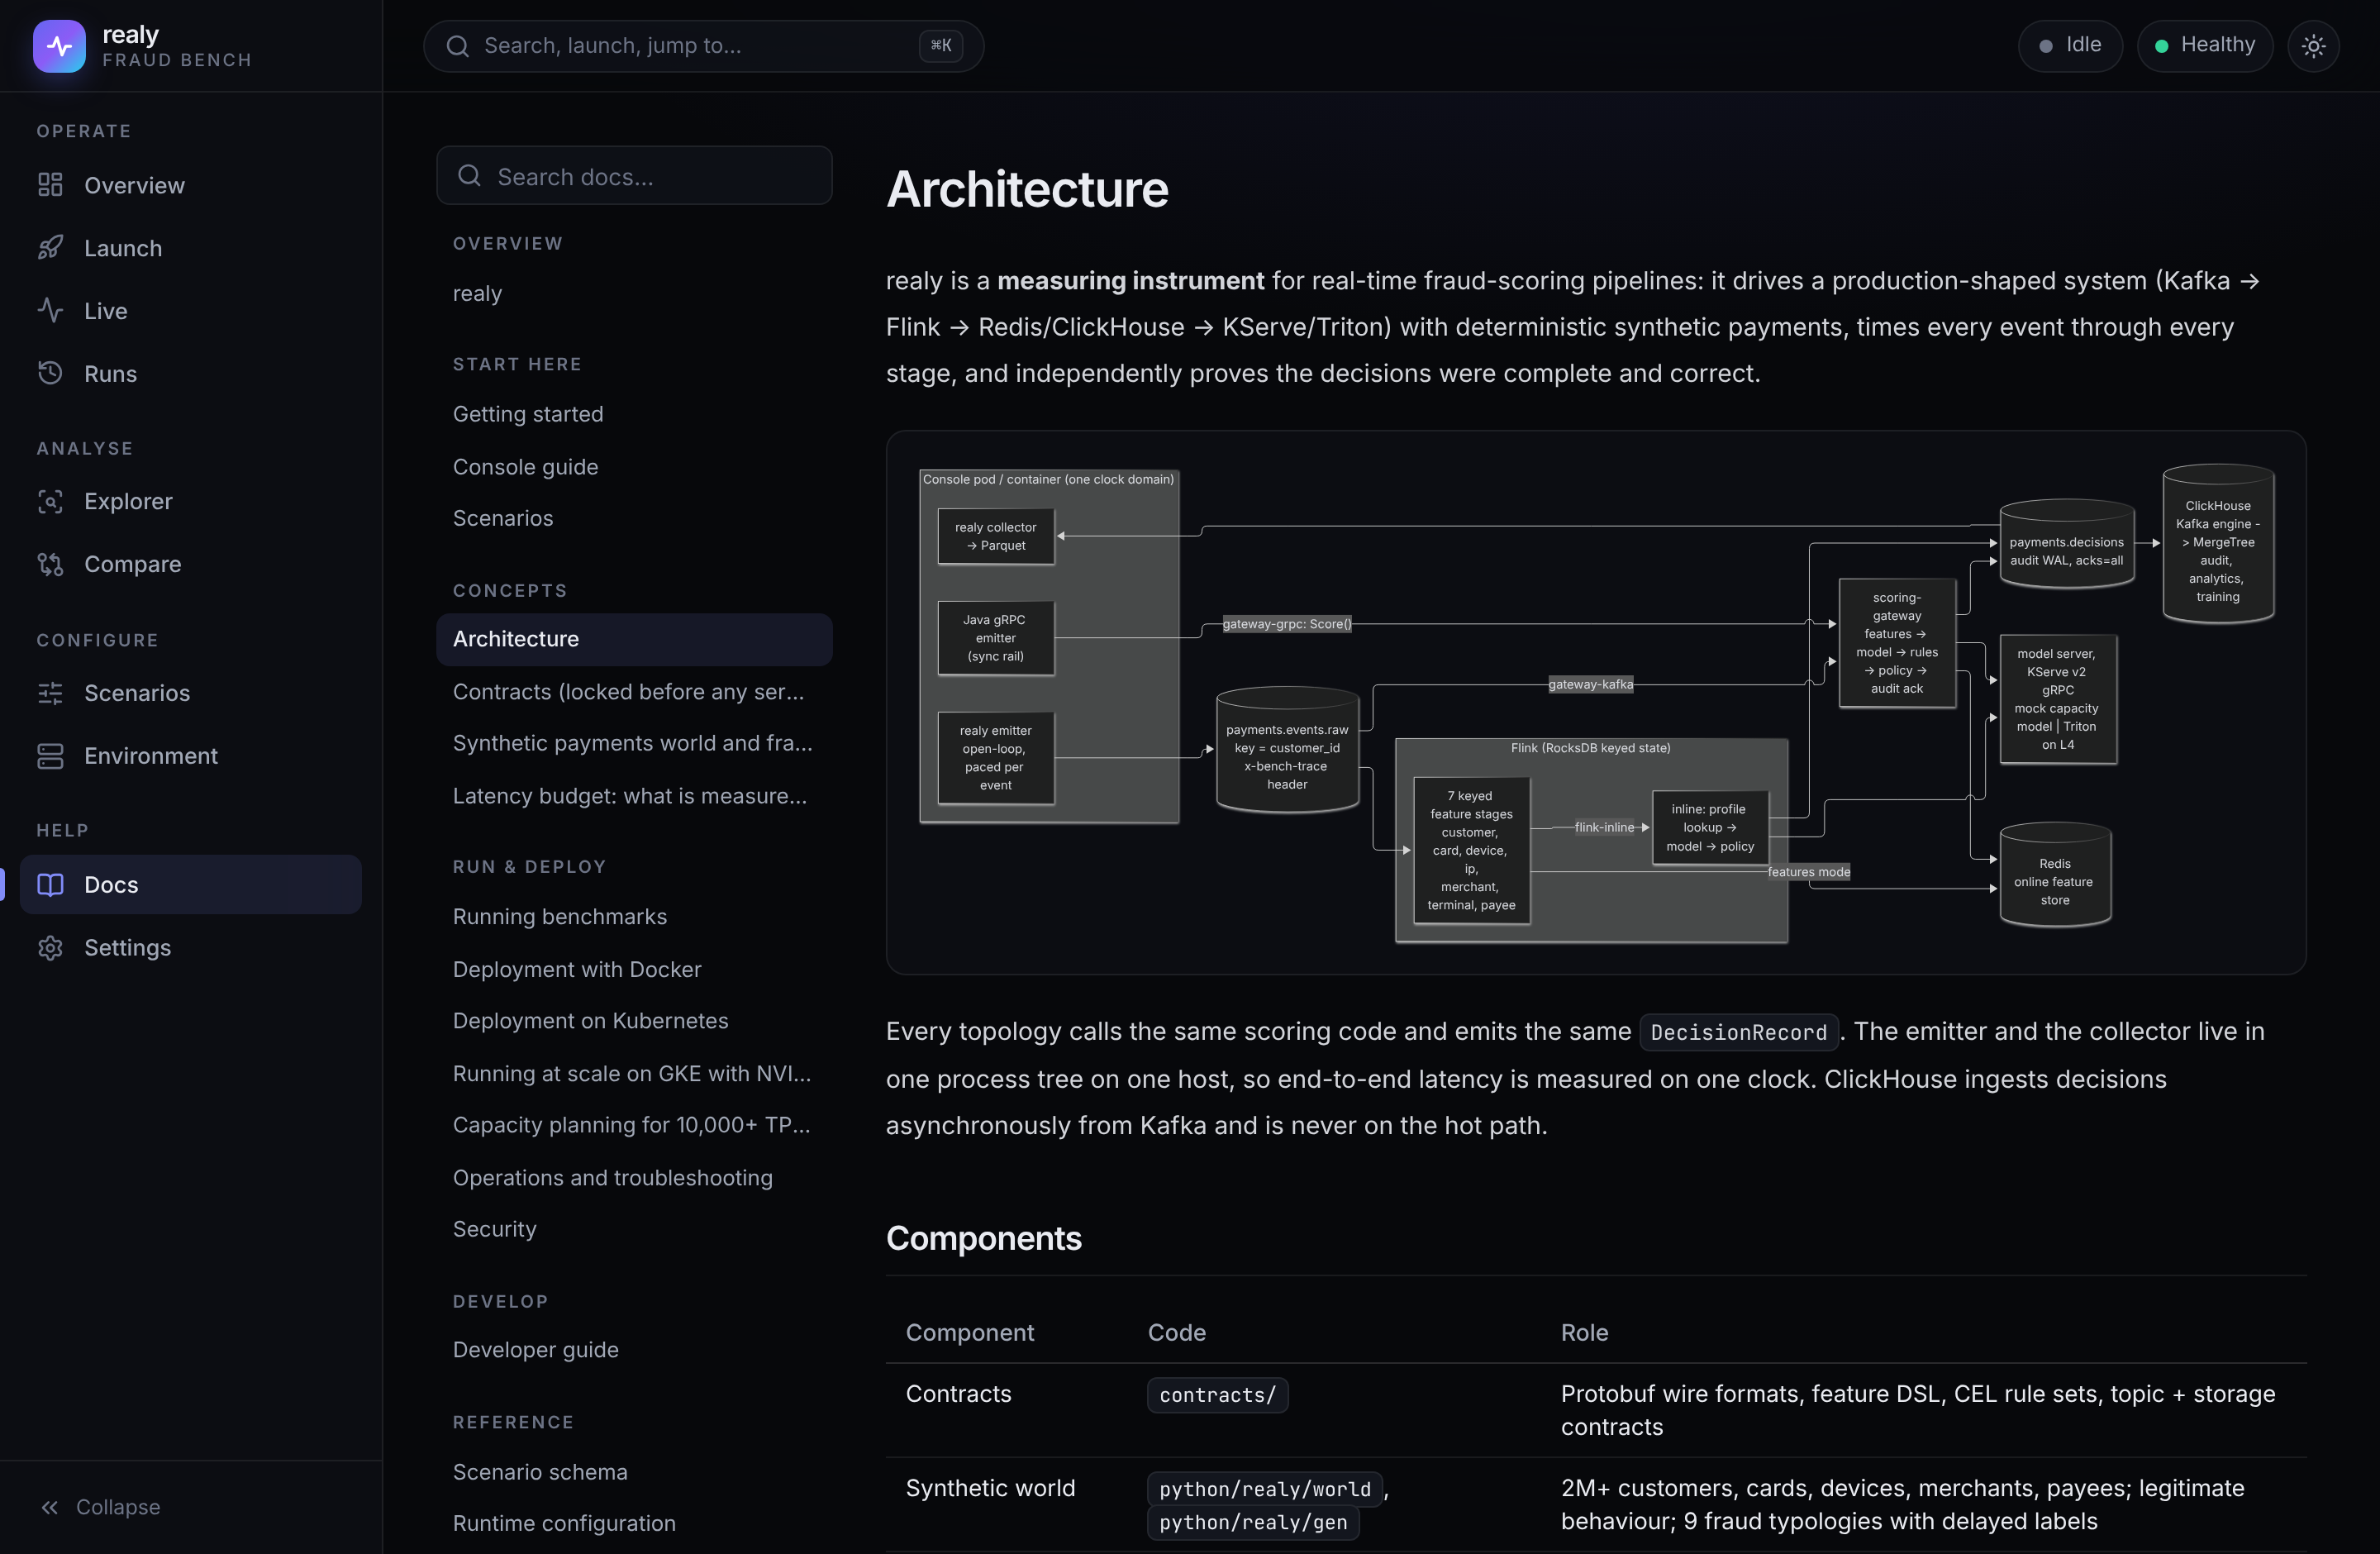 realy
FRAUD BENCH
Search, launch, jump to...
⌘K
Idle
Healthy
OPERATE
Overview
Launch
Live
Runs
ANALYSE
Explorer
Compare
CONFIGURE
Scenarios
Environment
HELP
Docs
Settings
Collapse
Search docs...
OVERVIEW
realy
START HERE
Getting started
Console guide
Scenarios
CONCEPTS
Architecture
Contracts (locked before any ser...
Synthetic payments world and fra...
Latency budget: what is measure...
RUN & DEPLOY
Running benchmarks
Deployment with Docker
Deployment on Kubernetes
Running at scale on GKE with NVI...
Capacity planning for 10,000+ TP...
Operations and troubleshooting
Security
DEVELOP
Developer guide
REFERENCE
Scenario schema
Runtime configuration
Architecture
realy is a measuring instrument for real-time fraud-scoring pipelines: it drives a production-shaped system (Kafka →
Flink → Redis/ClickHouse → KServe/Triton) with deterministic synthetic payments, times every event through every
stage, and independently proves the decisions were complete and correct.
Console pod / container (one clock domain)
realy collector
→ Parquet
Java gRPC
emitter
(sync rail)
realy emitter
open-loop,
paced per
event
gateway-grpc: Score()
gateway-kafka
payments.events.raw
key = customer_id
x-bench-trace
header
Flink (RocksDB keyed state)
7 keyed
feature stages
customer,
card, device,
ip,
merchant,
terminal, payee
flink-inline
inline: profile
lookup →
model → policy
features mode
scoring-
gateway
features →
model → rules
→ policy →
audit ack
payments.decisions
audit WAL, acks=all
ClickHouse
Kafka engine -
> MergeTree
audit,
analytics,
training
model server,
KServe v2
gRPC
mock capacity
model | Triton
on L4
Redis
online feature
store
Every topology calls the same scoring code and emits the same DecisionRecord. The emitter and the collector live in
one process tree on one host, so end-to-end latency is measured on one clock. ClickHouse ingests decisions
asynchronously from Kafka and is never on the hot path.
Components
Component Code Role
Contracts contracts/ Protobuf wire formats, feature DSL, CEL rule sets, topic + storage
contracts
Synthetic world python/realy/world, 2M+ customers, cards, devices, merchants, payees; legitimate
python/realy/gen behaviour; 9 fraud typologies with delayed labels